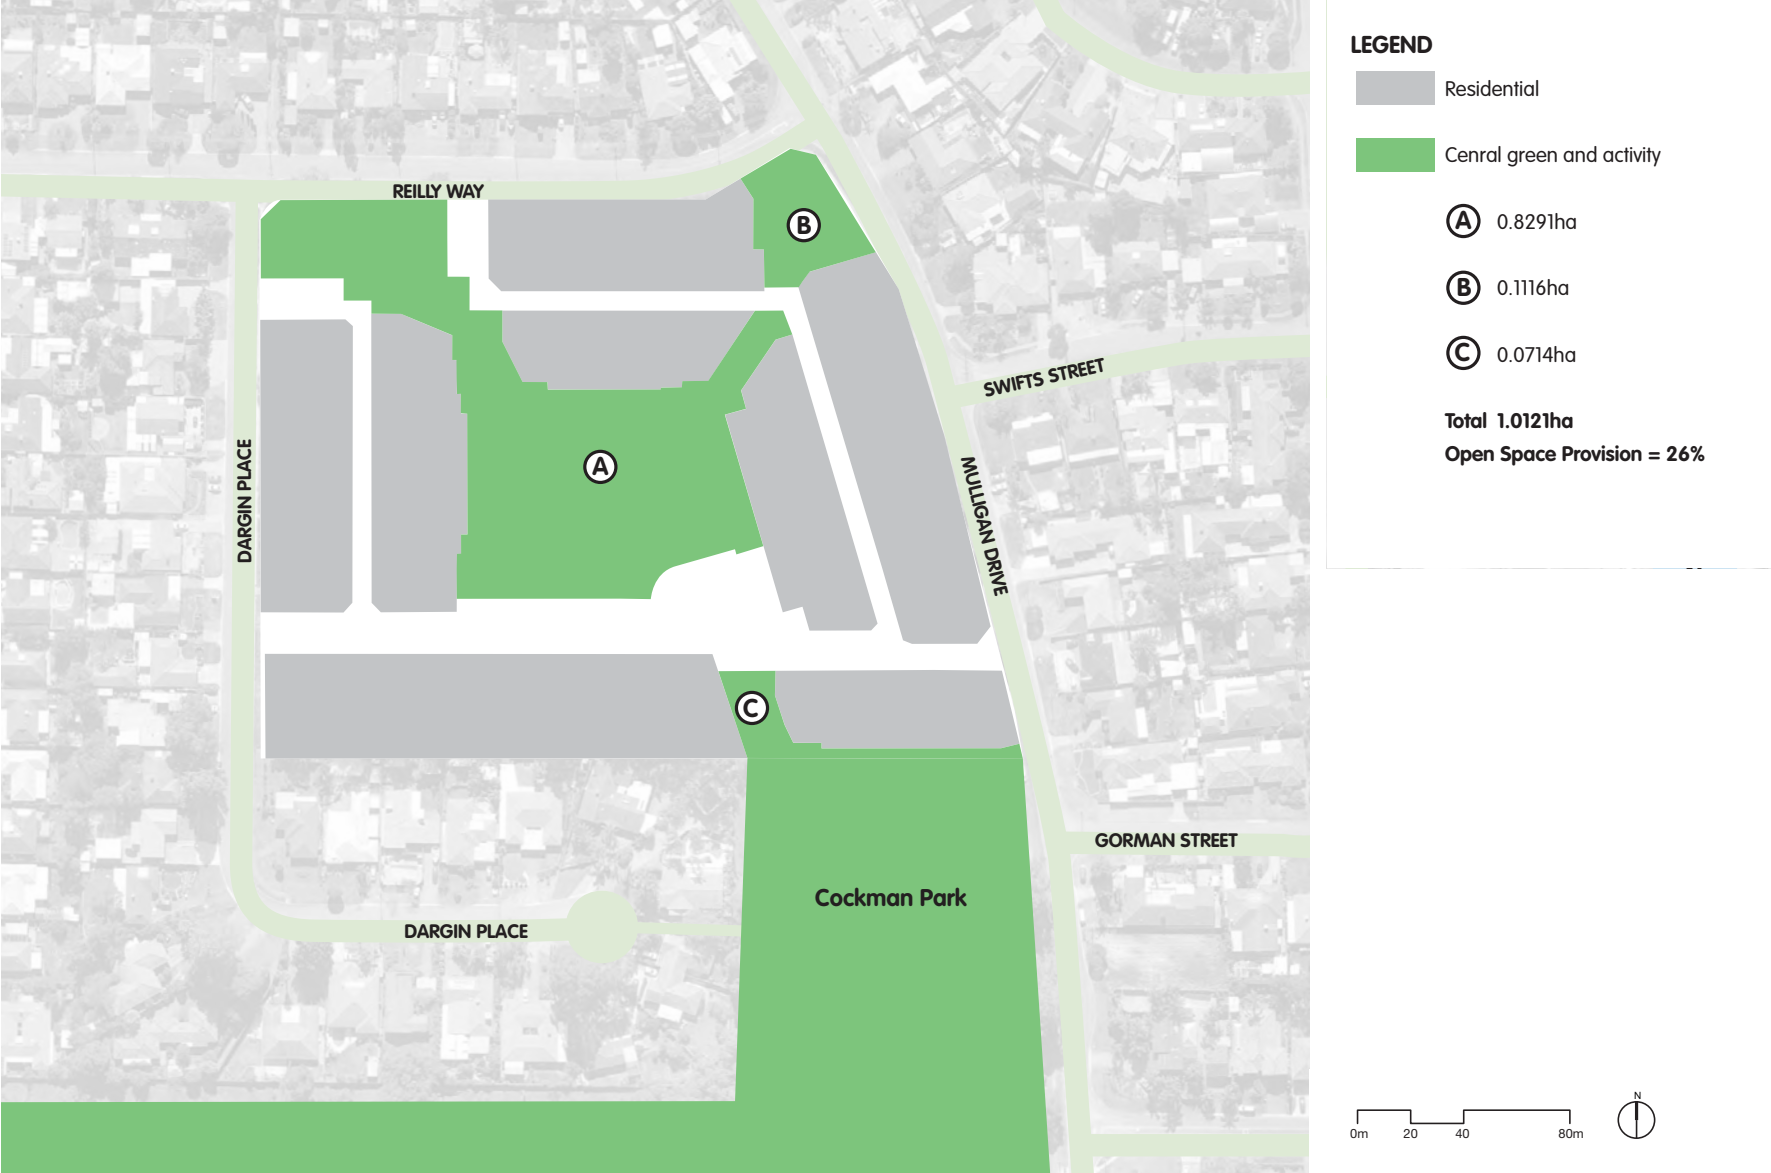 LEGEND
Residential
Cenral green and activity
A 0.8291ha
B 0.1116ha
C 0.0714ha
Total 1.0121ha
Open Space Provision = 26%
REILLY WAY
B
SWIFTS STREET
DARGIN PLACE
A
MULLIGAN DRIVE
C
GORMAN STREET
Cockman Park
DARGIN PLACE
N
0m 20 40 80m